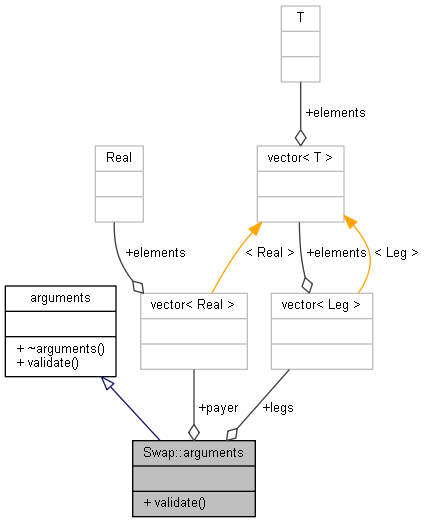 T
+elements
Real
vector< T >
+elements
< Real >
+elements
< Leg >
arguments
+ ~arguments()
+ validate()
vector< Real >
vector< Leg >
+payer
+legs
Swap::arguments
+ validate()